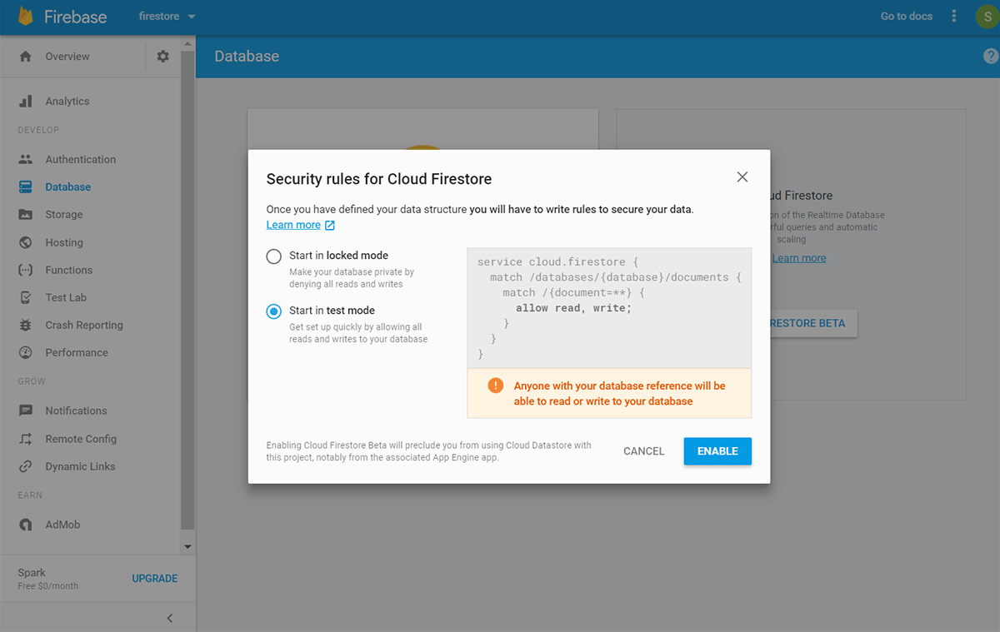 Firebase
firestore
Go to docs
S
Overview
Database
?
Analytics
DEVELOP
Authentication
Database
Storage
Hosting
Functions
Test Lab
Crash Reporting
Performance
GROW
Notifications
Remote Config
Dynamic Links
EARN
AdMob
Spark
Free $0/month
UPGRADE
Security rules for Cloud Firestore
Once you have defined your data structure you will have to write rules to secure your data.
Learn more
Start in locked mode
Make your database private by
denying all reads and writes
Start in test mode
Get set up quickly by allowing all
reads and writes to your database
service cloud.firestore {
match /databases/{database}/documents {
match /{document=**} {
allow read, write;
}
}
}
!
Anyone with your database reference will be
able to read or write to your database
Enabling Cloud Firestore Beta will preclude you from using Cloud Datastore with
this project, notably from the associated App Engine app.
CANCEL
ENABLE
ud Firestore
on of the Realtime Database
rful queries and automatic
scaling
Learn more
RESTORE BETA